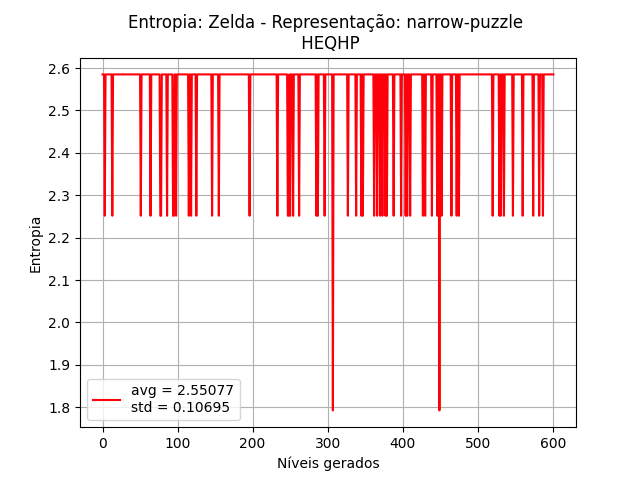 Entropia: Zelda - Representação: narrow-puzzle
HEQHP
2.6
2.5
2.4
2.3
2.2
2.1
2.0
1.9
1.8
Entropia
avg = 2.55077
std = 0.10695
0 100 200 300 400 500 600
Níveis gerados